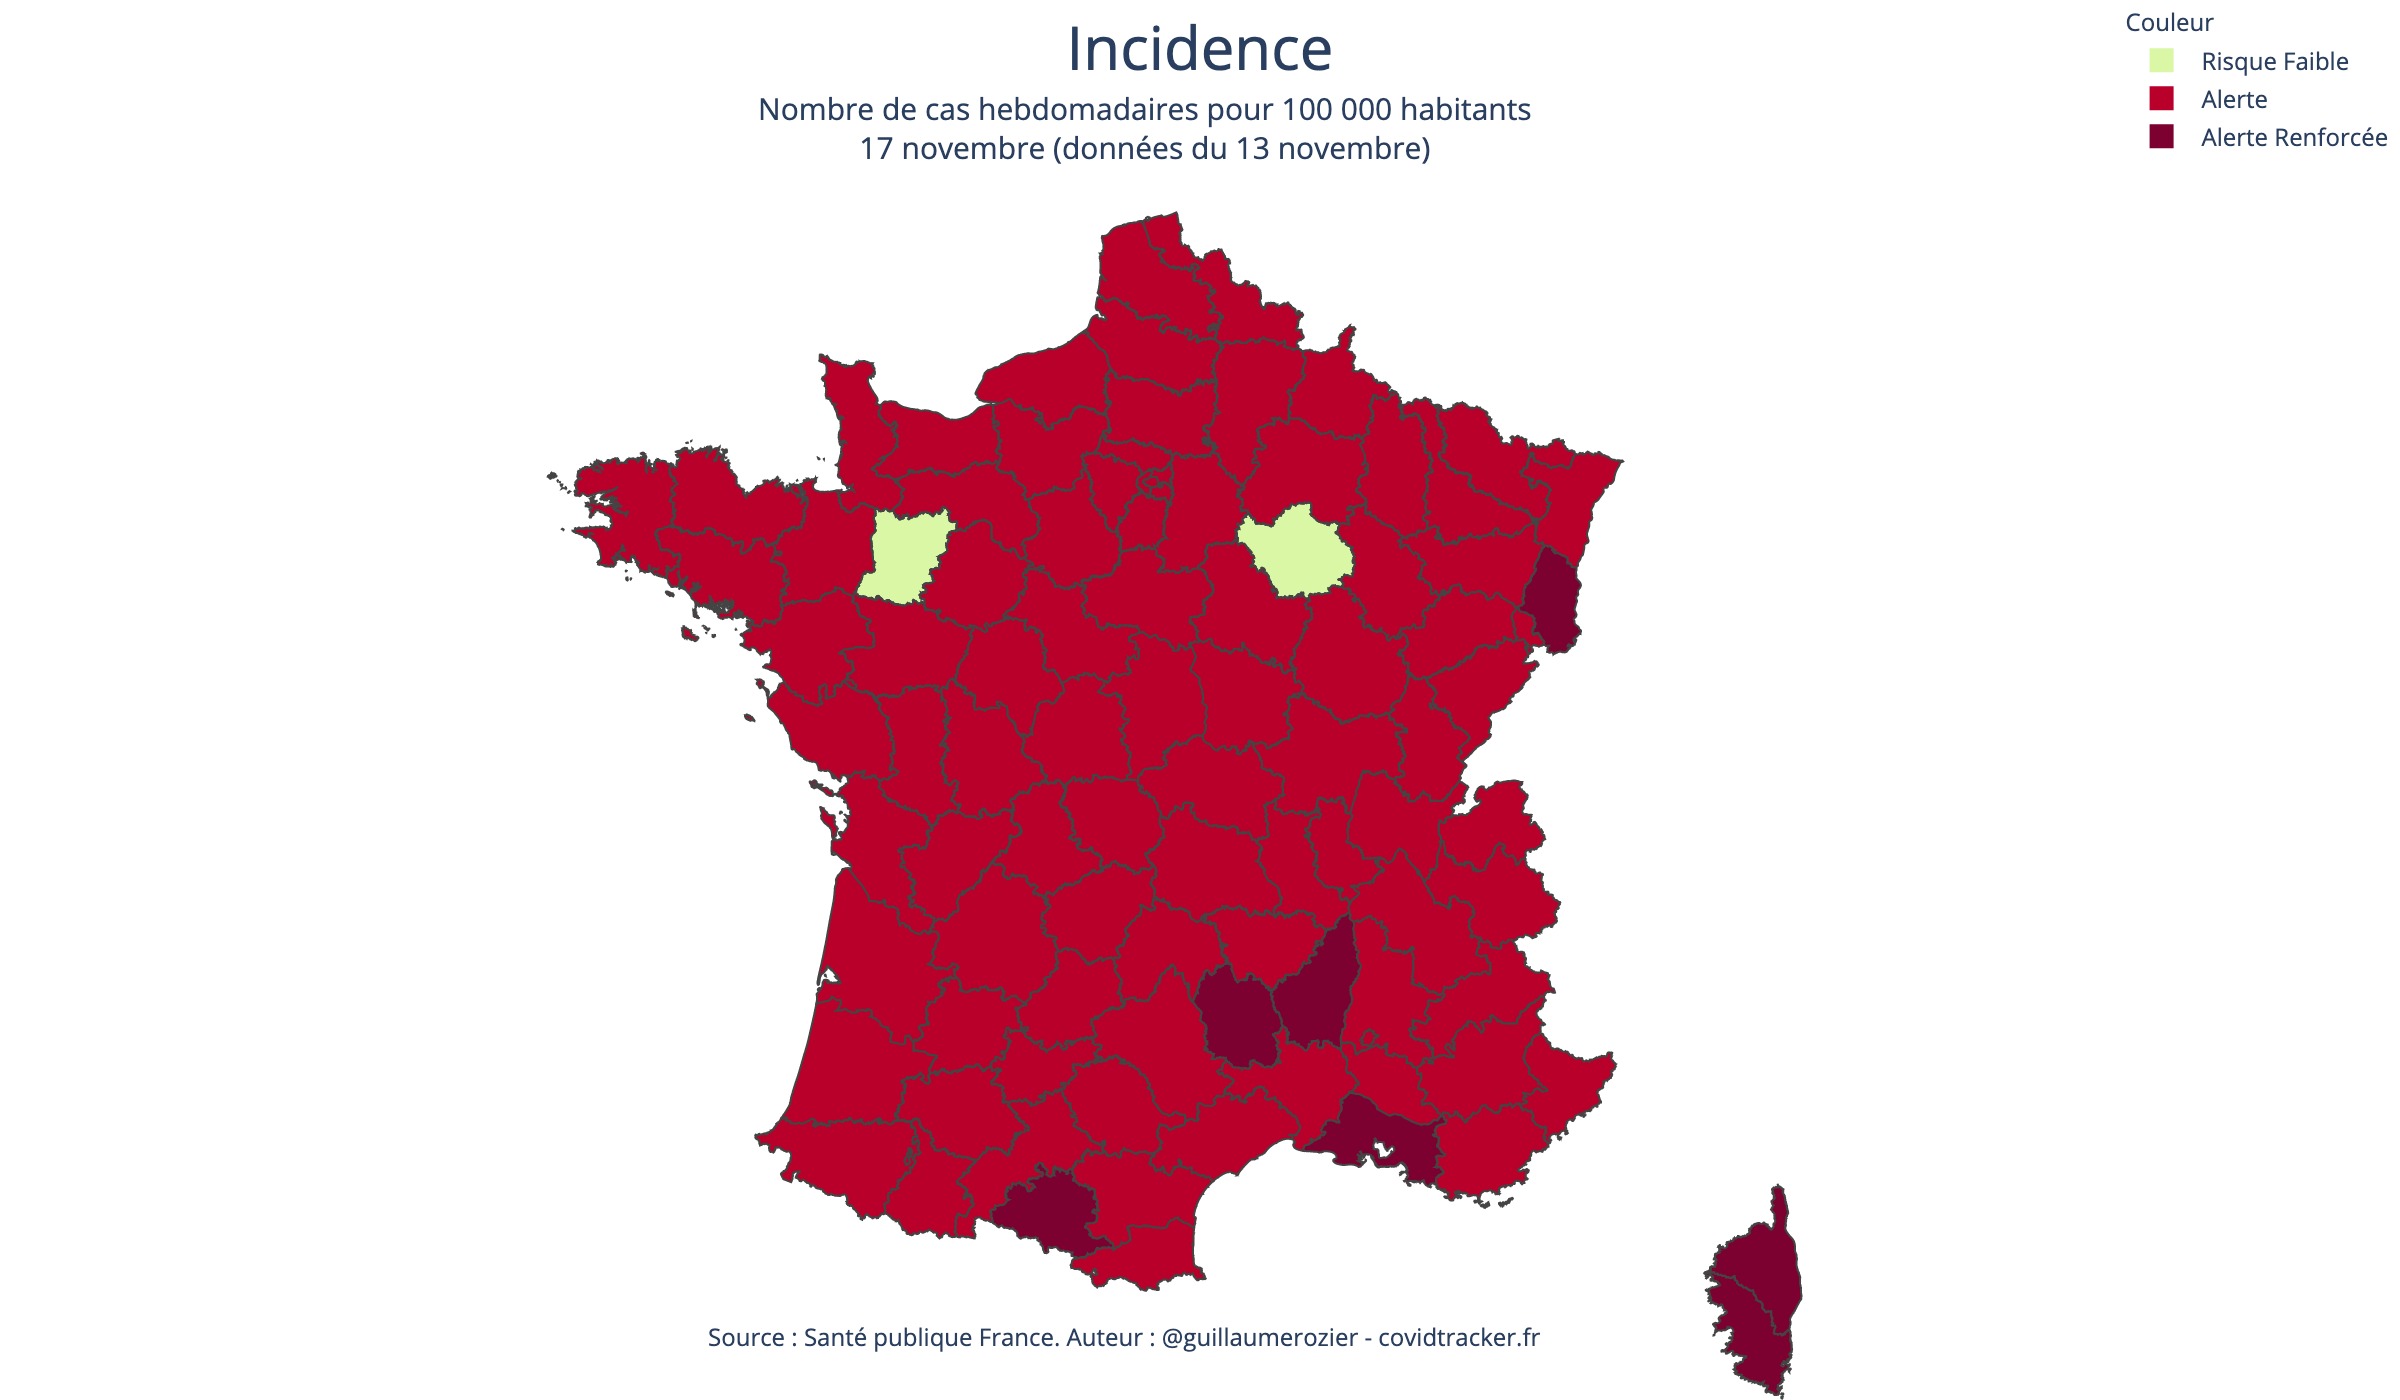 Incidence
Nombre de cas hebdomadaires pour 100 000 habitants
17 novembre (données du 13 novembre)
Couleur
Risque Faible
Alerte
Alerte Renforcée
Source : Santé publique France. Auteur : @guillaumerozier - covidtracker.fr